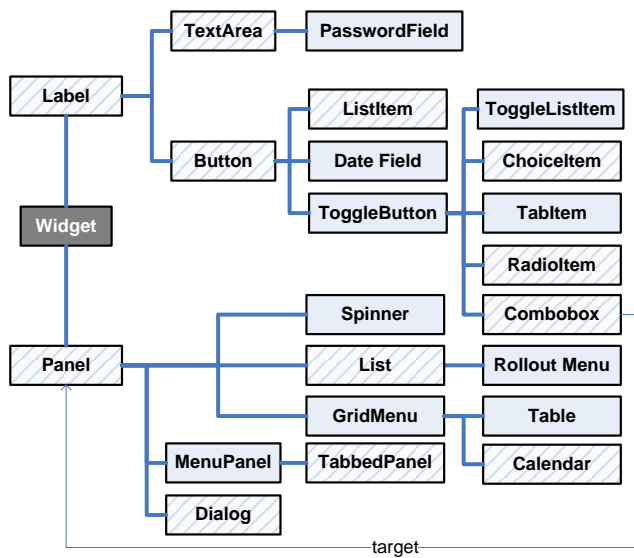 TextArea
PasswordField
Label
ListItem
ToggleListItem
Button
Date Field
ChoiceItem
ToggleButton
TabItem
Widget
RadioItem
Spinner
Combobox
Panel
List
Rollout Menu
GridMenu
Table
MenuPanel
TabbedPanel
Calendar
Dialog
target